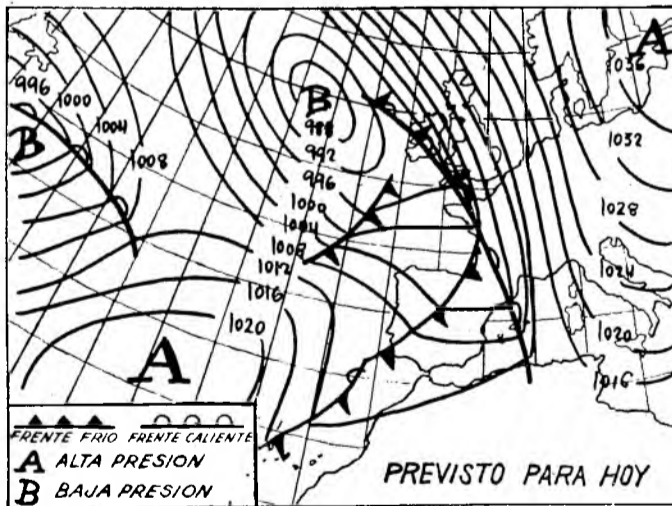 A
1036
996
1000
1004
1008
B
B
988
992
996
1000
1004
1008
1012
1016
1020
1032
1028
1024
1020
1016
A
FRENTE FRIO FRENTE CALIENTE
A ALTA PRESION
B BAJA PRESION
PREVISTO PARA HOY